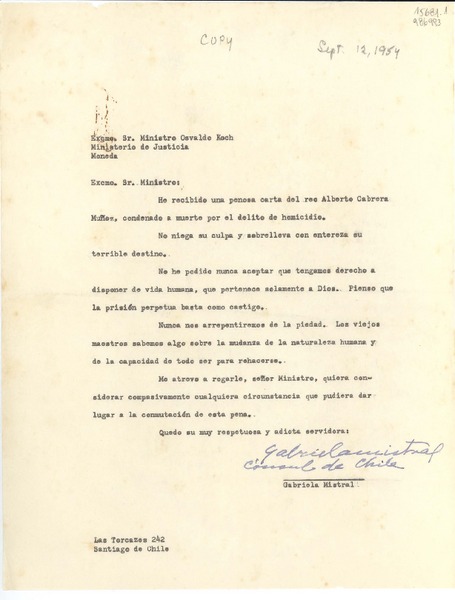 15681-1
986993
COPY
Sept. 12, 1954
Excmo. Sr. Ministro Osvaldo Koch
Ministerio de Justicia
Moneda
Excmo. Sr. Ministro:
He recibido una penosa carta del reo Alberto Cabrera
Muñoz, condenado a muerte por el delito de homicidio.
No niega su culpa y sobrelleva con entereza su
terrible destino.
No he podido nunca aceptar que tengamos derecho a
disponer de vida humana, que pertenece solamente a Dios. Pienso que
la prisión perpetua basta como castigo.
Nunca nos arrepentiremos de la piedad. Los viejos
maestros sabemos algo sobre la mudanza de la naturaleza humana y
de la capacidad de todo ser para rehacerse.
Me atrevo a rogarle, señor Ministro, quiera con-
siderar compasivamente cualquiera circunstancia que pudiera dar
lugar a la conmutación de esta pena.
Quedo su muy respetuosa y adicta servidora:
Gabriela Mistral
Cónsul de Chile
Gabriola Mistral
Las Torcazas 242
Santiago de Chile